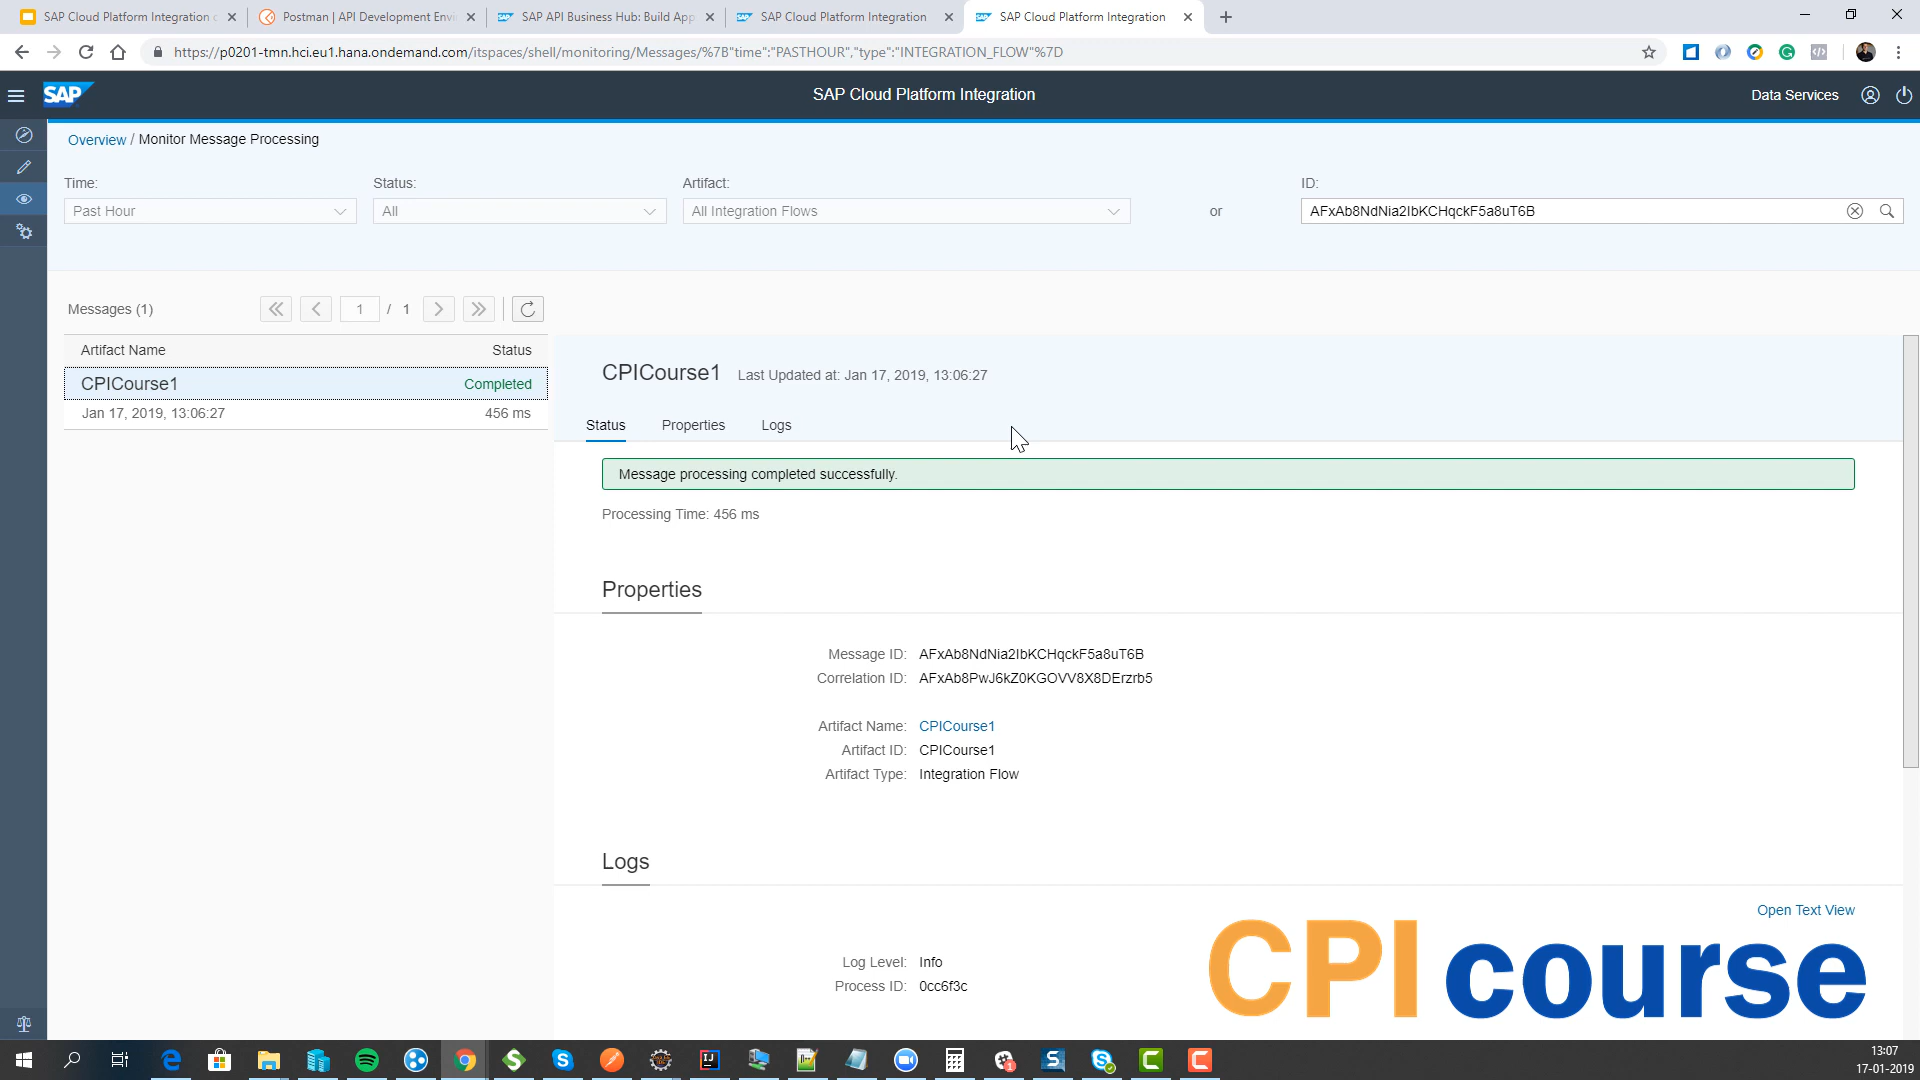 SAP Cloud Platform Integration c
Postman | API Development Envi
SAP API Business Hub: Build App
SAP Cloud Platform Integration
SAP Cloud Platform Integration
https://p0201-tmn.hci.eu1.hana.ondemand.com/itspaces/shell/monitoring/Messages/%7B"time":"PASTHOUR","type":"INTEGRATION_FLOW"%7D
SAP
SAP Cloud Platform Integration
Data Services
Overview / Monitor Message Processing
Time:
Status:
Artifact:
ID:
Past Hour
All
All Integration Flows
or
AFxAb8NdNia2IbKCHqckF5a8uT6B
Messages (1)
1 / 1
Artifact Name
Status
CPICourse1
Completed
Jan 17, 2019, 13:06:27
456 ms
CPICourse1
Last Updated at: Jan 17, 2019, 13:06:27
Status
Properties
Logs
Message processing completed successfully.
Processing Time: 456 ms
Properties
Message ID: AFxAb8NdNia2IbKCHqckF5a8uT6B
Correlation ID: AFxAb8PwJ6kZ0KGOVV8X8DErzrb5
Artifact Name: CPICourse1
Artifact ID: CPICourse1
Artifact Type: Integration Flow
Logs
Open Text View
Log Level: Info
Process ID: 0cc6f3c
CPI course
13:07
17-01-2019